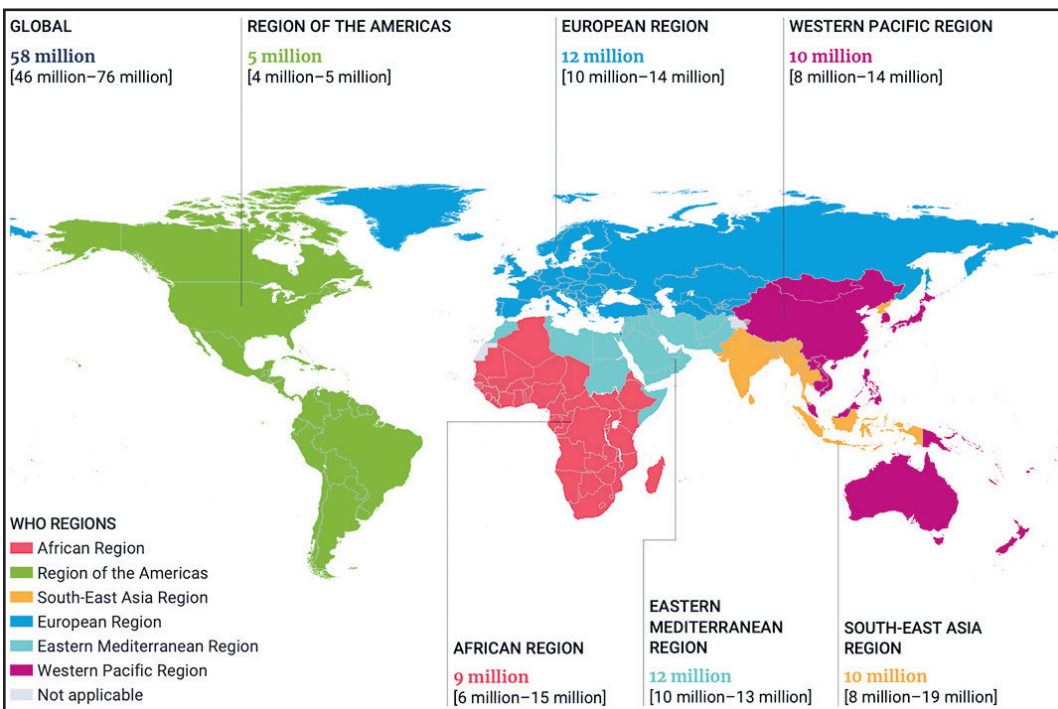 GLOBAL
58 million
[46 million–76 million]
REGION OF THE AMERICAS
5 million
[4 million–5 million]
EUROPEAN REGION
12 million
[10 million–14 million]
WESTERN PACIFIC REGION
10 million
[8 million–14 million]
WHO REGIONS
African Region
Region of the Americas
South-East Asia Region
European Region
Eastern Mediterranean Region
Western Pacific Region
Not applicable
AFRICAN REGION
9 million
[6 million–15 million]
EASTERN
MEDITERRANEAN
REGION
12 million
[10 million–13 million]
SOUTH-EAST ASIA
REGION
10 million
[8 million–19 million]